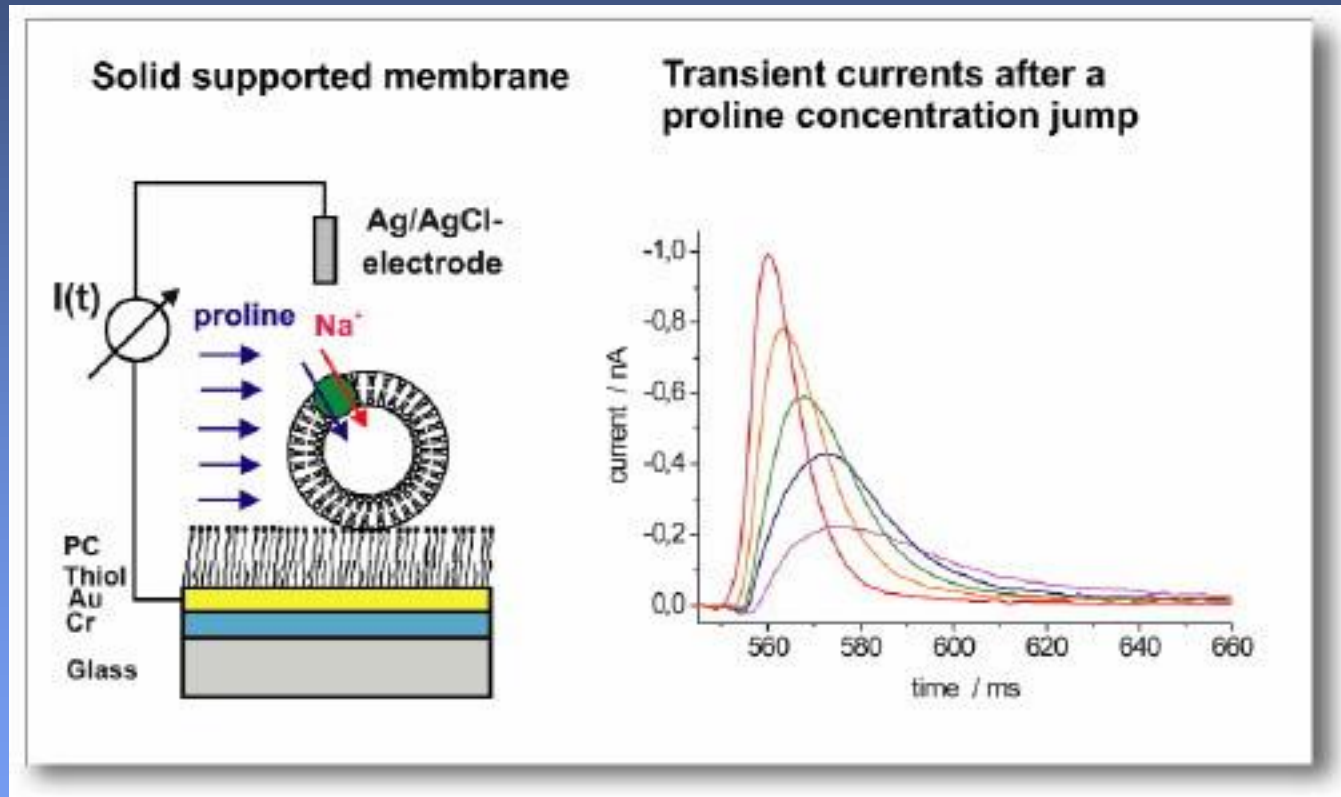 Solid supported membrane
Transient currents after a
proline concentration jump
Ag/AgCl-
electrode
I(t)
proline
Na⁺
PC
Thiol
Au
Cr
Glass
current / nA
-1,0
-0,8
-0,6
-0,4
-0,2
0,0
560 580 600 620 640 660
time / ms